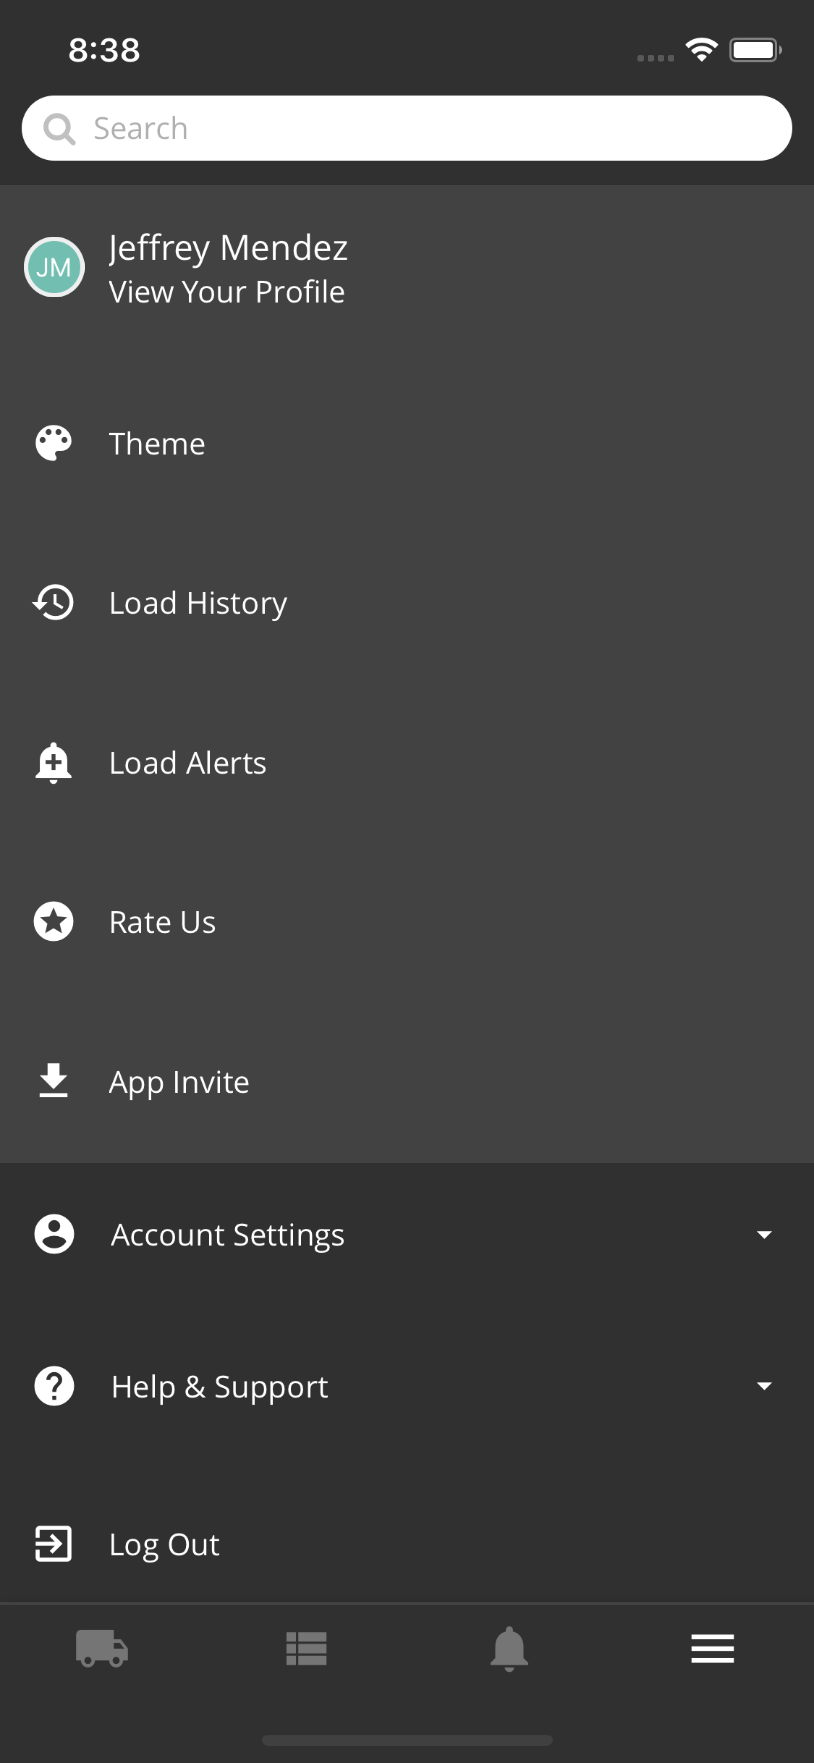 8:38
Search
JM
Jeffrey Mendez
View Your Profile
Theme
Load History
Load Alerts
Rate Us
App Invite
Account Settings
Help & Support
Log Out